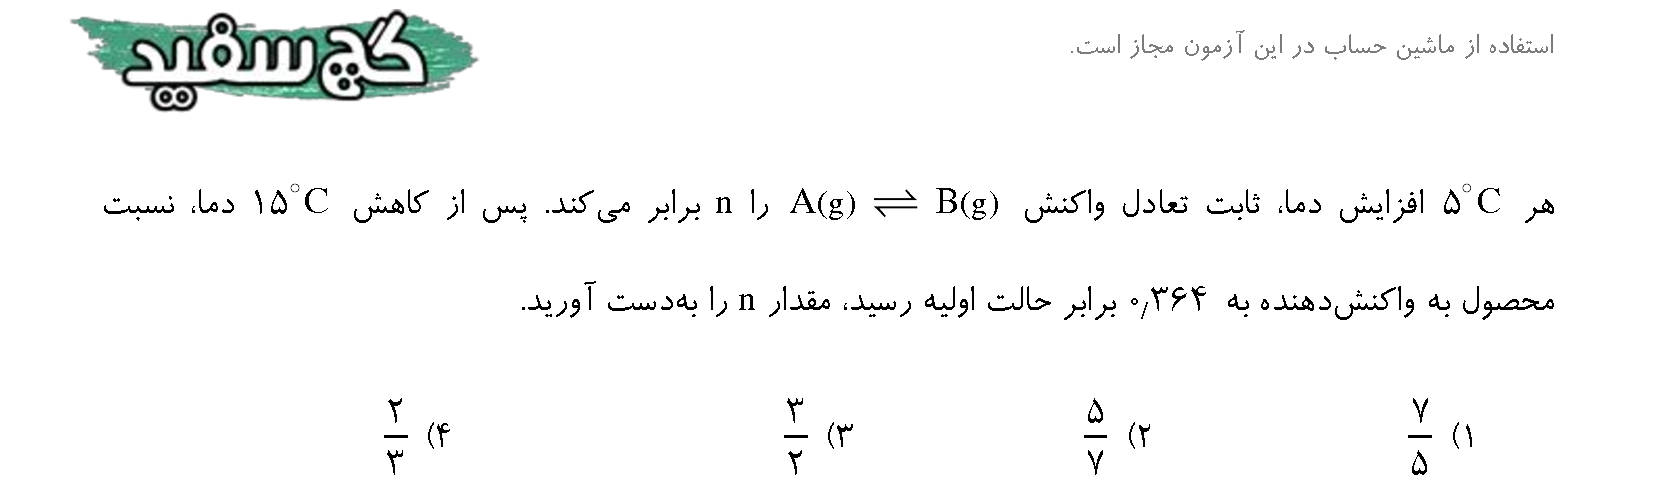 گچ سفید
استفاده از ماشین حساب در این آزمون مجاز است.
هر ۵°C افزایش دما، ثابت تعادل واکنش A(g) ⇌ B(g) را n برابر می‌کند. پس از کاهش ۱۵°C دما، نسبت
محصول به واکنش‌دهنده به ۰٫۳۶۴ برابر حالت اولیه رسید، مقدار n را به‌دست آورید.
۱) ۷/۵ ۲) ۵/۷ ۳) ۳/۲ ۴) ۲/۳